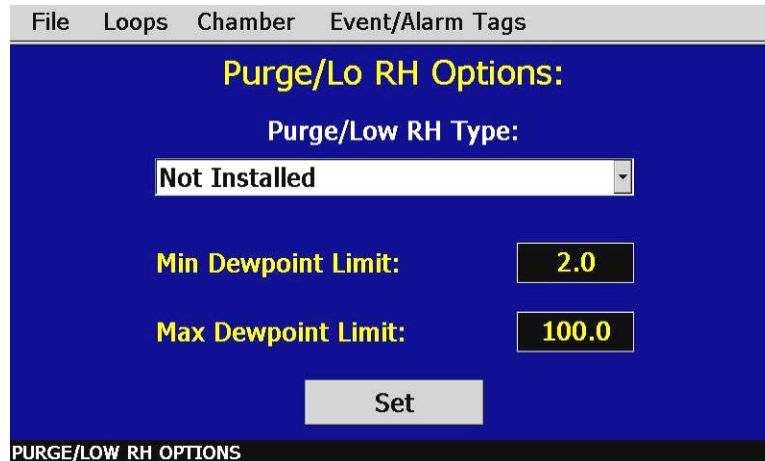 File Loops Chamber Event/Alarm Tags
Purge/Lo RH Options:
Purge/Low RH Type:
Not Installed
Min Dewpoint Limit: 2.0
Max Dewpoint Limit: 100.0
Set
PURGE/LOW RH OPTIONS